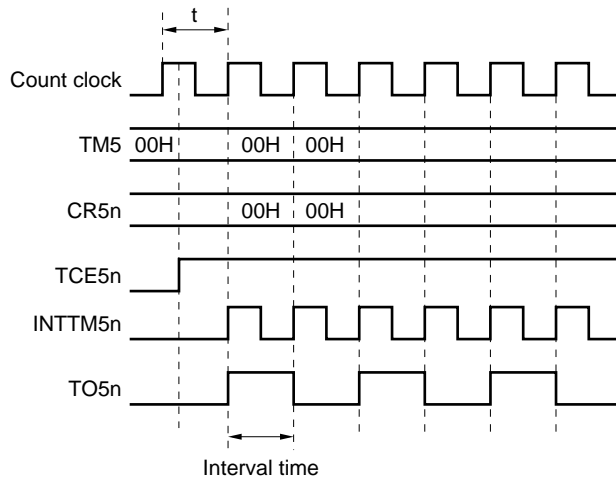 t
Count clock
TM5 00H 00H 00H
CR5n 00H 00H
TCE5n
INTTM5n
TO5n
Interval time